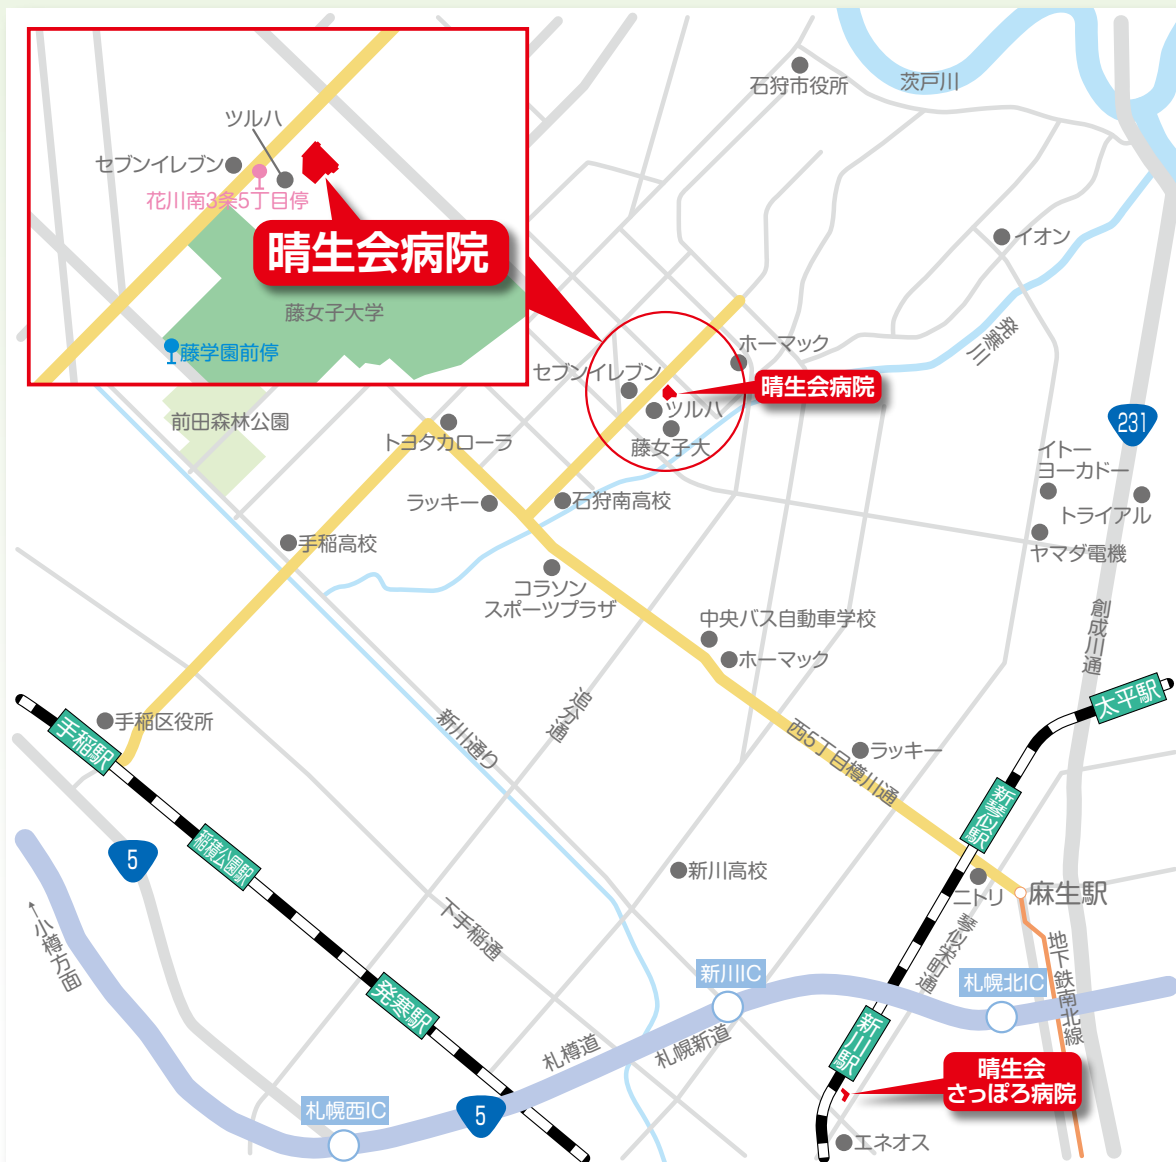 ツルハ
セブンイレブン
花川南3条5丁目停
晴生会病院
藤女子大学
藤学園前停
前田森林公園
石狩市役所
茨戸川
イオン
発寒川
ホーマック
セブンイレブン
晴生会病院
ツルハ
藤女子大
231
トヨタカローラ
イトー
ヨーカドー
ラッキー
石狩南高校
トライアル
手稲高校
ヤマダ電機
コラソン
スポーツプラザ
中央バス自動車学校
ホーマック
創成川通
太平駅
手稲区役所
手稲駅
新川通り
追分通
西5丁目樽川通
ラッキー
新琴似駅
稲積公園駅
5
新川高校
ニトリ
麻生駅
←小樽方面
下手稲通
琴似栄町通
地下鉄南北線
新川IC
札幌北IC
発寒駅
札樽道
札幌新道
新川駅
晴生会
さっぽろ病院
札幌西IC
5
エネオス